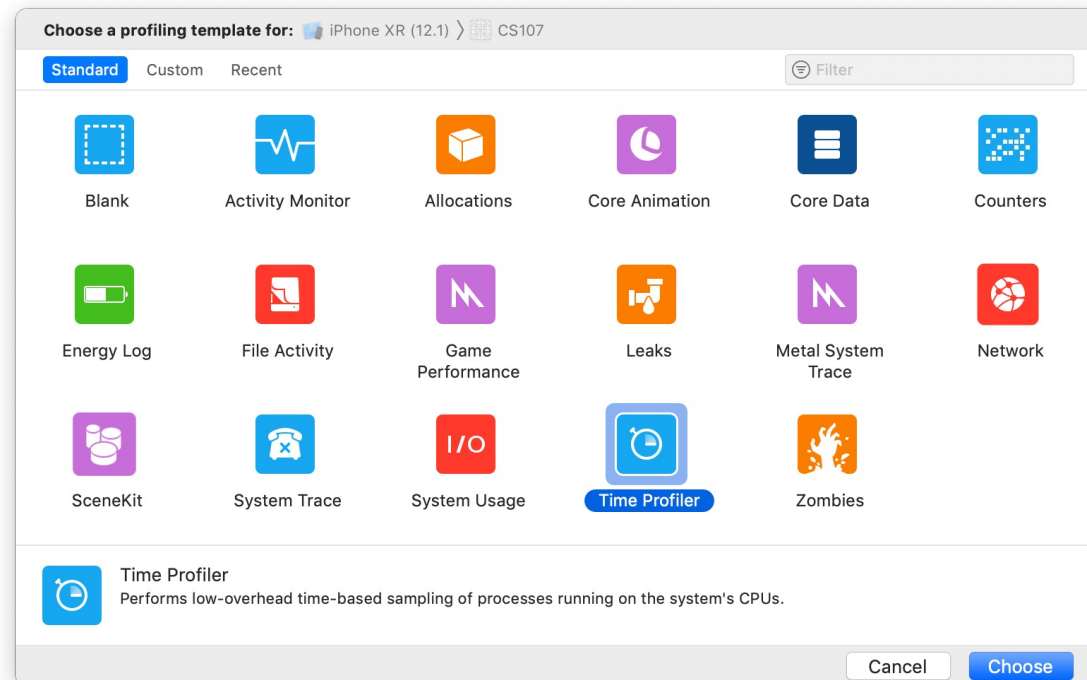 Choose a profiling template for: iPhone XR (12.1) 〉 CS107
Standard Custom Recent Filter
Blank Activity Monitor Allocations Core Animation Core Data Counters
Energy Log File Activity Game Performance Leaks Metal System Trace Network
SceneKit System Trace I/O System Usage Time Profiler Zombies
Time Profiler
Performs low-overhead time-based sampling of processes running on the system's CPUs.
Cancel Choose